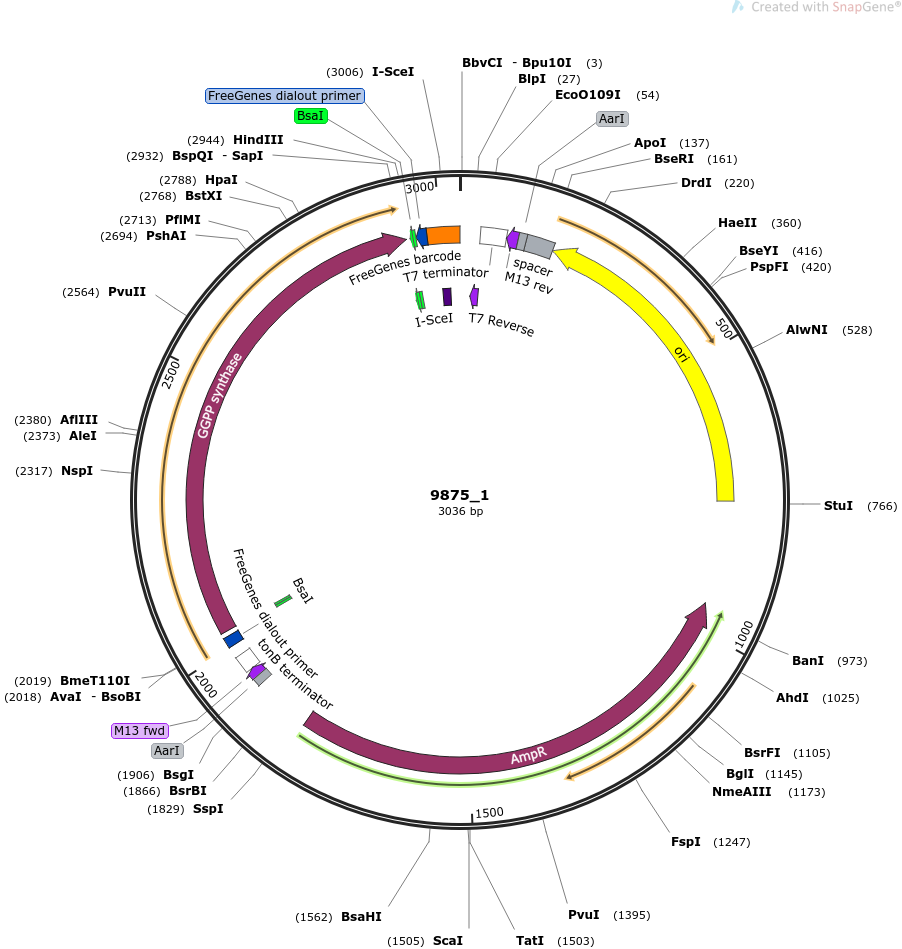 Created with SnapGene®
BbvCI - Bpu10I (3)
BlpI (27)
EcoO109I (54)
AarI
ApoI (137)
BseRI (161)
DrdI (220)
HaeII (360)
BseYI (416)
PspFI (420)
AlwNI (528)
StuI (766)
BanI (973)
AhdI (1025)
BsrFI (1105)
BglI (1145)
NmeAIII (1173)
FspI (1247)
PvuI (1395)
TatI (1503)
(1505) ScaI
(1562) BsaHI
(1829) SspI
(1866) BsrBI
(1906) BsgI
AarI
M13 fwd
(2018) AvaI - BsoBI
(2019) BmeT110I
(2317) NspI
(2373) AleI
(2380) AflIII
(2564) PvuII
(2694) PshAI
(2713) PflMI
(2768) BstXI
(2788) HpaI
(2932) BspQI - SapI
(2944) HindIII
BsaI
FreeGenes dialout primer
(3006) I-SceI
500
1000
1500
2000
2500
3000
FreeGenes barcode
T7 terminator
I-SceI
T7 Reverse
spacer
M13 rev
ori
GGPP synthase
9875_1
3036 bp
BsaI
FreeGenes dialout primer
tonB terminator
AmpR